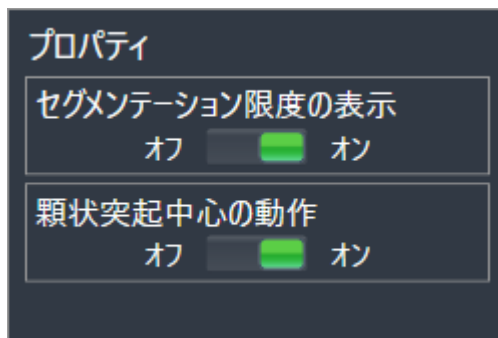 プロパティ
セグメンテーション限度の表示
オフ オン
顆状突起中心の動作
オフ オン